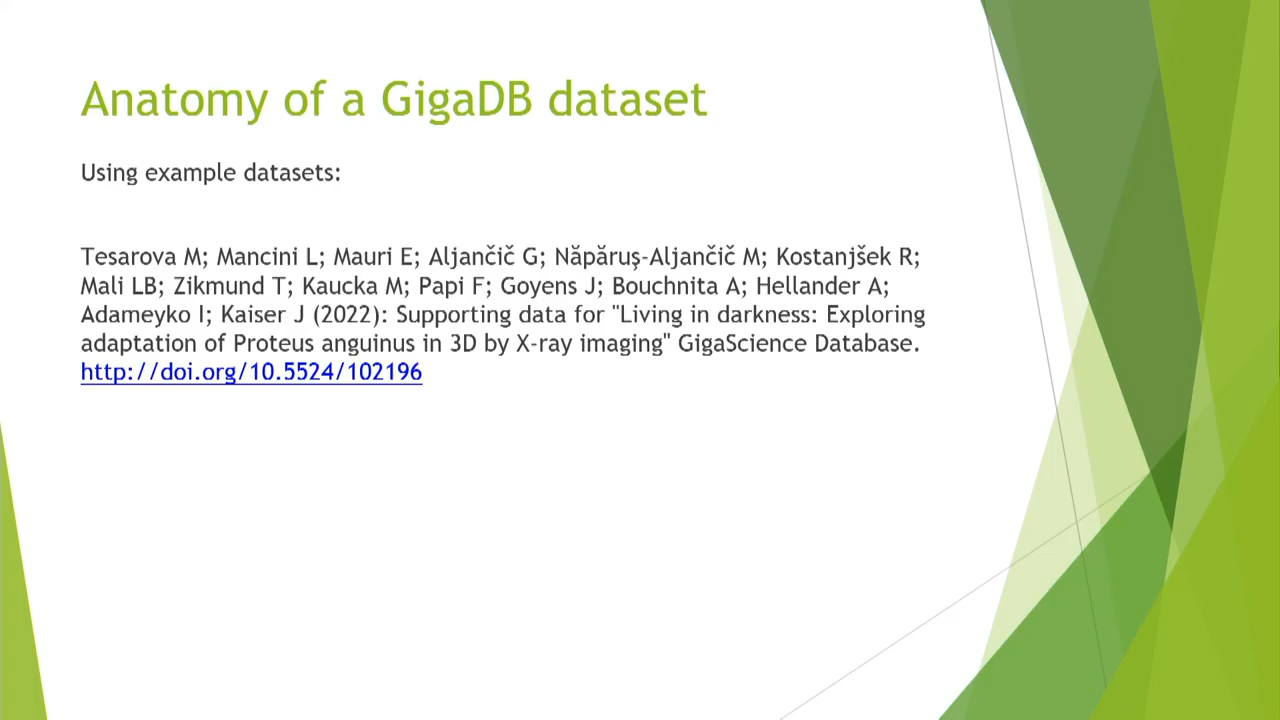 Anatomy of a GigaDB dataset
Using example datasets:
Tesarova M; Mancini L; Mauri E; Aljančič G; Năpăruş-Aljančič M; Kostanjšek R;
Mali LB; Zikmund T; Kaucka M; Papi F; Goyens J; Bouchnita A; Hellander A;
Adameyko I; Kaiser J (2022): Supporting data for "Living in darkness: Exploring
adaptation of Proteus anguinus in 3D by X-ray imaging" GigaScience Database.
http://doi.org/10.5524/102196